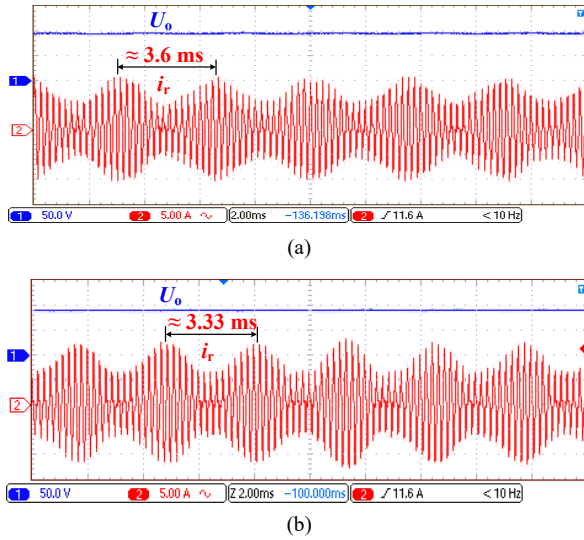 T
Uo
≈ 3.6 ms
1
ir
2
1 50.0 V 2 5.00 A 2.00ms −136.198ms 2 11.6 A < 10 Hz
(a)
T
Uo
≈ 3.33 ms
1
ir
2
1 50.0 V 2 5.00 A Z 2.00ms −100.000ms 2 11.6 A < 10 Hz
(b)